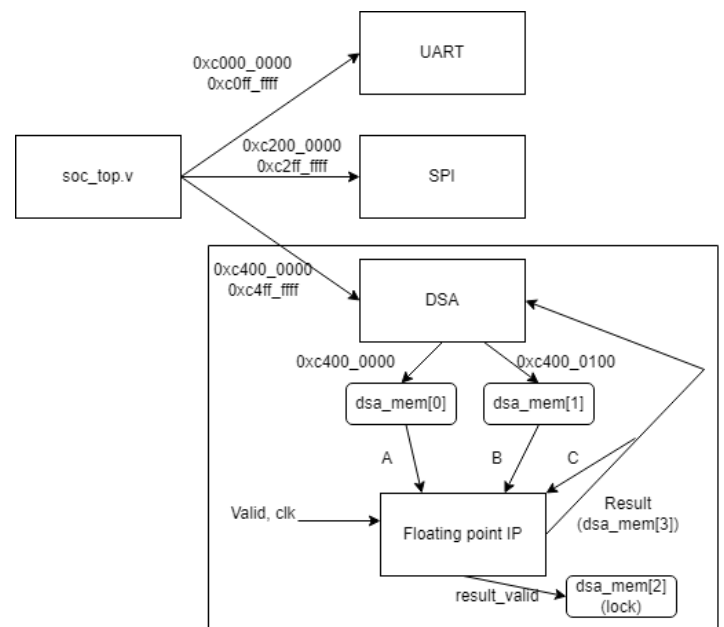 UART
0xc000_0000
0xc0ff_ffff
soc_top.v
0xc200_0000
0xc2ff_ffff
SPI
0xc400_0000
0xc4ff_ffff
DSA
0xc400_0000
0xc400_0100
dsa_mem[0]
dsa_mem[1]
A
B
C
Valid, clk
Floating point IP
Result
(dsa_mem[3])
result_valid
dsa_mem[2]
(lock)